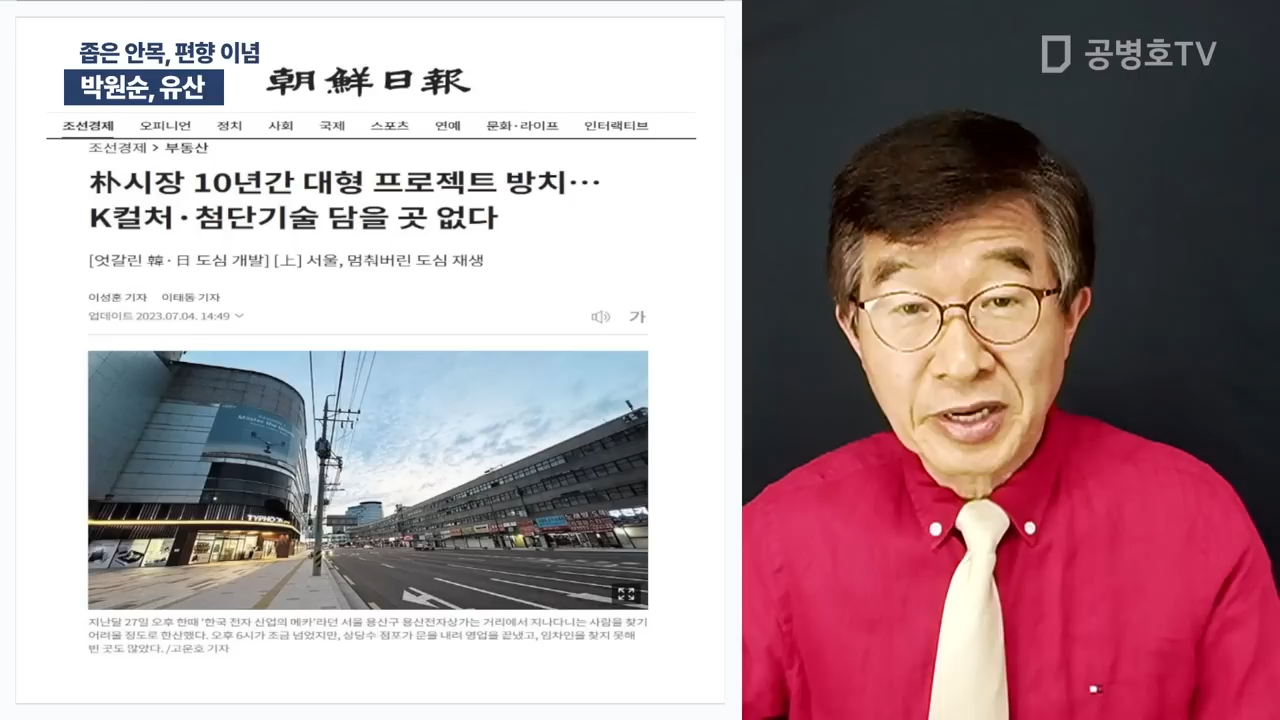 좁은 안목, 편향 이념
박원순, 유산
朝鮮日報
공병호TV
조선경제 오피니언 정치 사회 국제 스포츠 연예 문화·라이프 인터랙티브
조선경제 > 부동산
朴시장 10년간 대형 프로젝트 방치…
K컬처·첨단기술 담을 곳 없다
[엇갈린 韓·日 도심 개발] [上] 서울, 멈춰버린 도심 재생
이성훈 기자 이태동 기자
업데이트 2023.07.04. 14:49
가
TYPHOON
지난달 27일 오후 한때 '한국 전자 산업의 메카'라던 서울 용산구 용산전자상가는 거리에서 지나다니는 사람을 찾기
어려울 정도로 한산했다. 오후 6시가 조금 넘었지만, 상당수 점포가 문을 내려 영업을 끝냈고, 임차인을 찾지 못해
빈 곳도 많았다. /고운호 기자